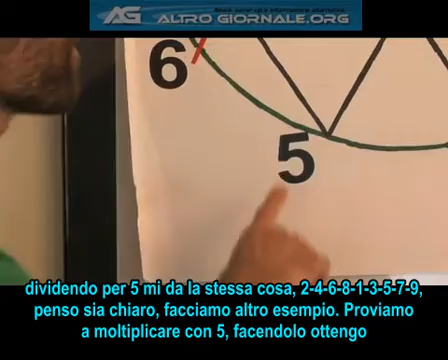 ALTRO GIORNALE.ORG
6
5
dividendo per 5 mi da la stessa cosa, 2-4-6-8-1-3-5-7-9,
penso sia chiaro, facciamo altro esempio. Proviamo
a moltiplicare con 5, facendolo ottengo